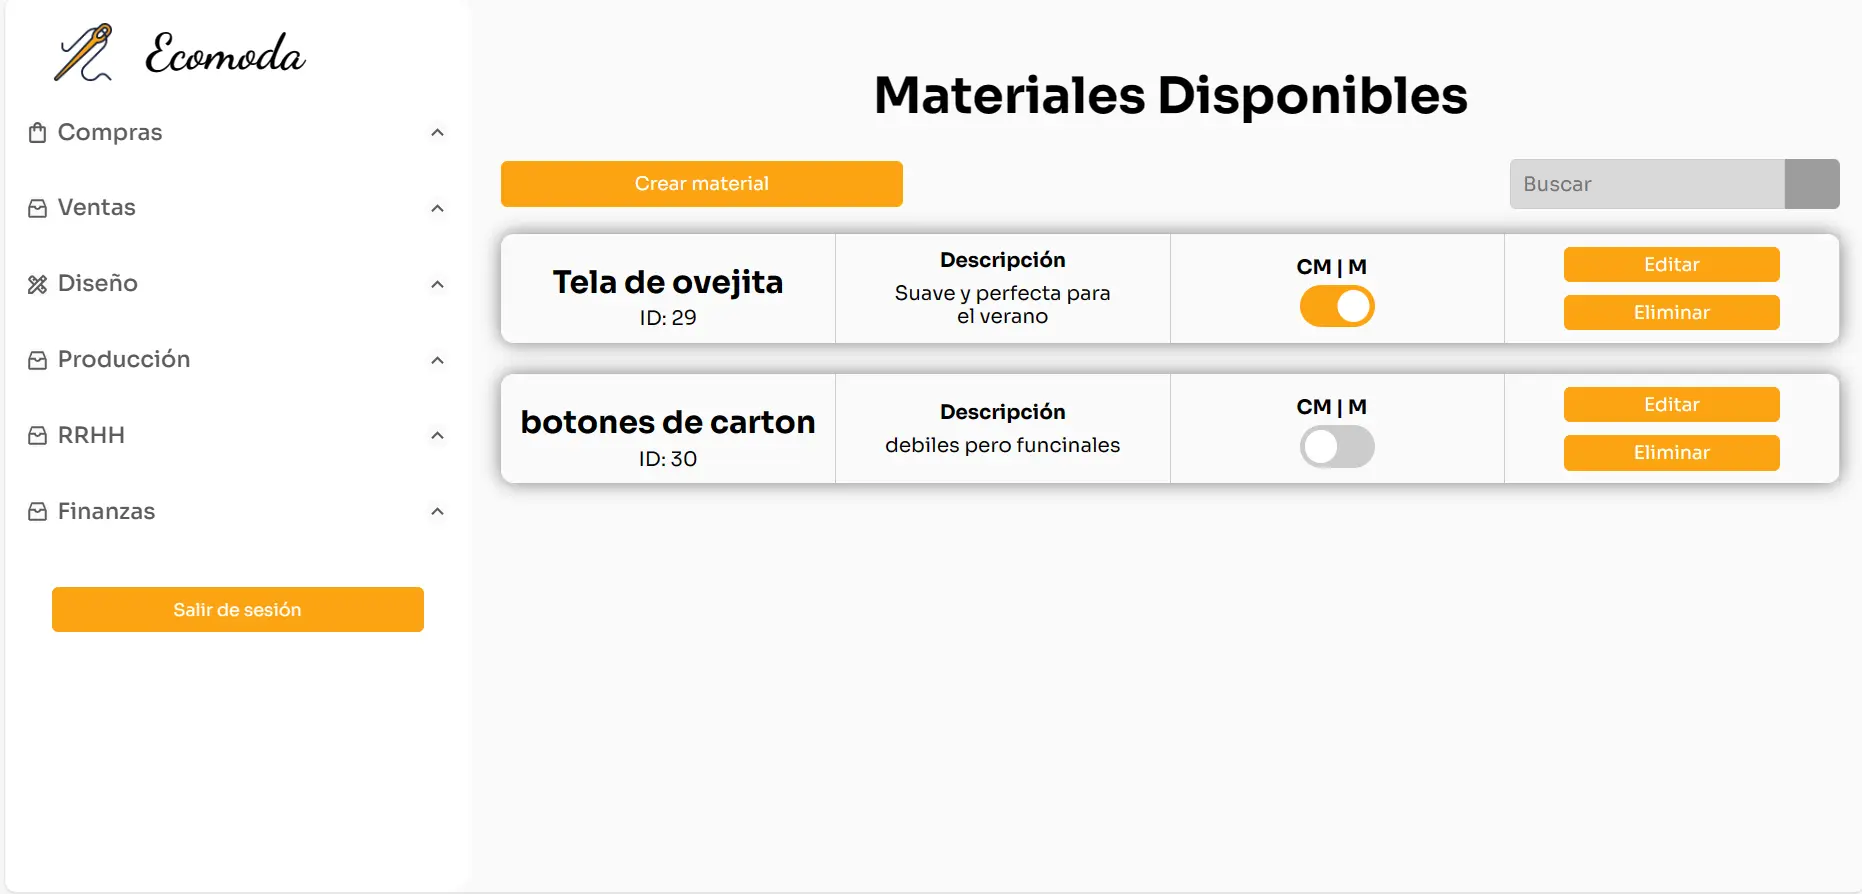 Ecomoda
Compras
Ventas
Diseño
Producción
RRHH
Finanzas
Salir de sesión
Materiales Disponibles
Crear material
Buscar
Tela de ovejita
ID: 29
Descripción
Suave y perfecta para
el verano
CM | M
Editar
Eliminar
botones de carton
ID: 30
Descripción
debiles pero funcinales
CM | M
Editar
Eliminar